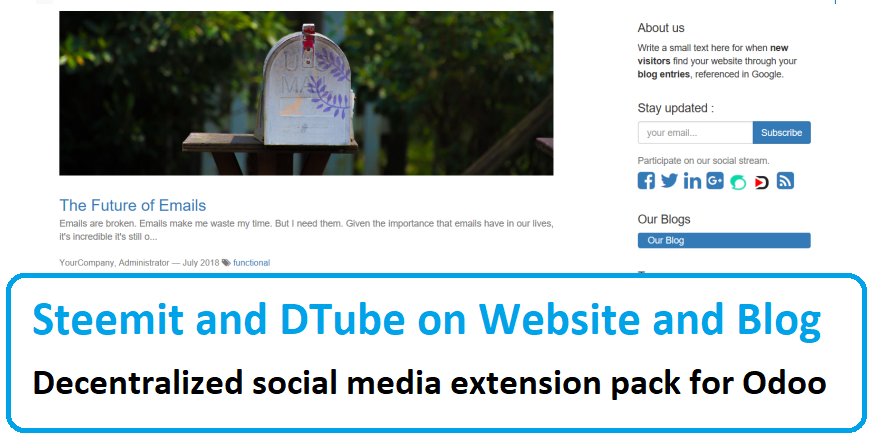 U.S.
MAIL
The Future of Emails
Emails are broken. Emails make me waste my time. But I need them. Given the importance that emails have in our lives,
it's incredible it's still o...
YourCompany, Administrator — July 2018 functional
About us
Write a small text here for when new
visitors find your website through your
blog entries, referenced in Google.
Stay updated :
your email... Subscribe
Participate on our social stream.
Our Blogs
Our Blog
Steemit and DTube on Website and Blog
Decentralized social media extension pack for Odoo